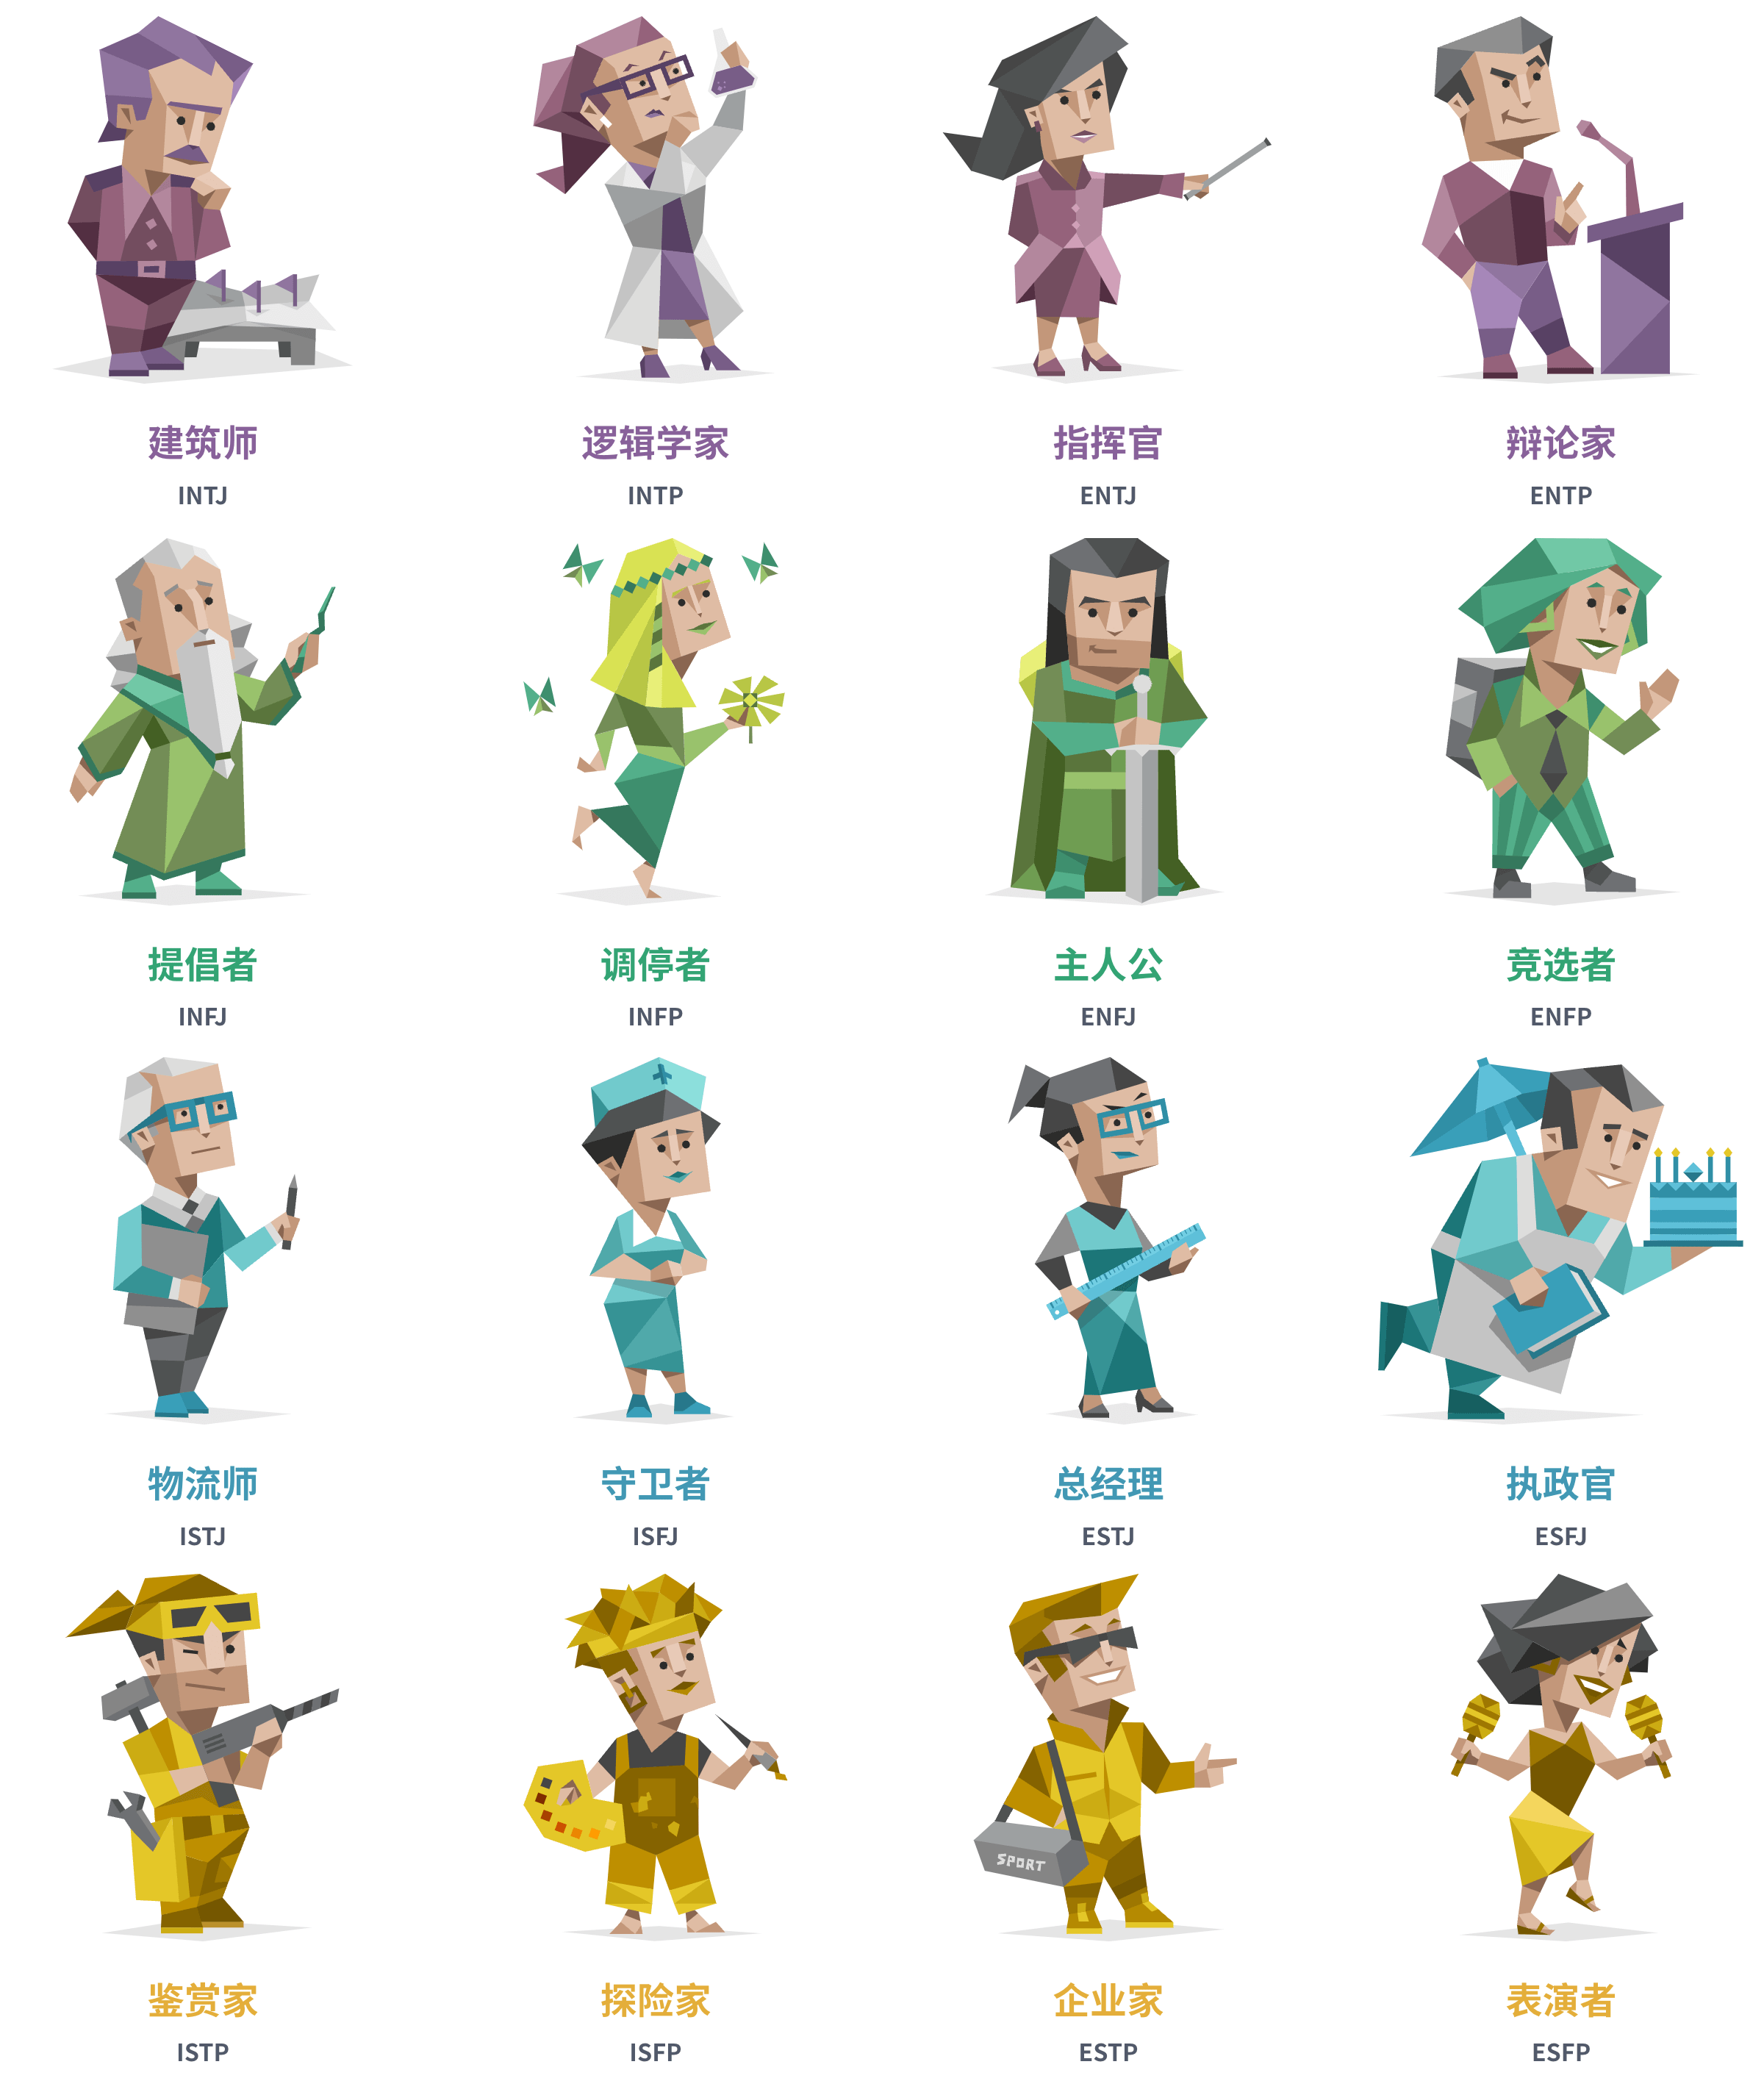 建筑师
逻辑学家
指挥官
辩论家
INTJ
INTP
ENTJ
ENTP
提倡者
调停者
主人公
竞选者
INFJ
INFP
ENFJ
ENFP
物流师
守卫者
总经理
执政官
ISTJ
ISFJ
ESTJ
ESFJ
SPORT
鉴赏家
探险家
企业家
表演者
ISTP
ISFP
ESTP
ESFP